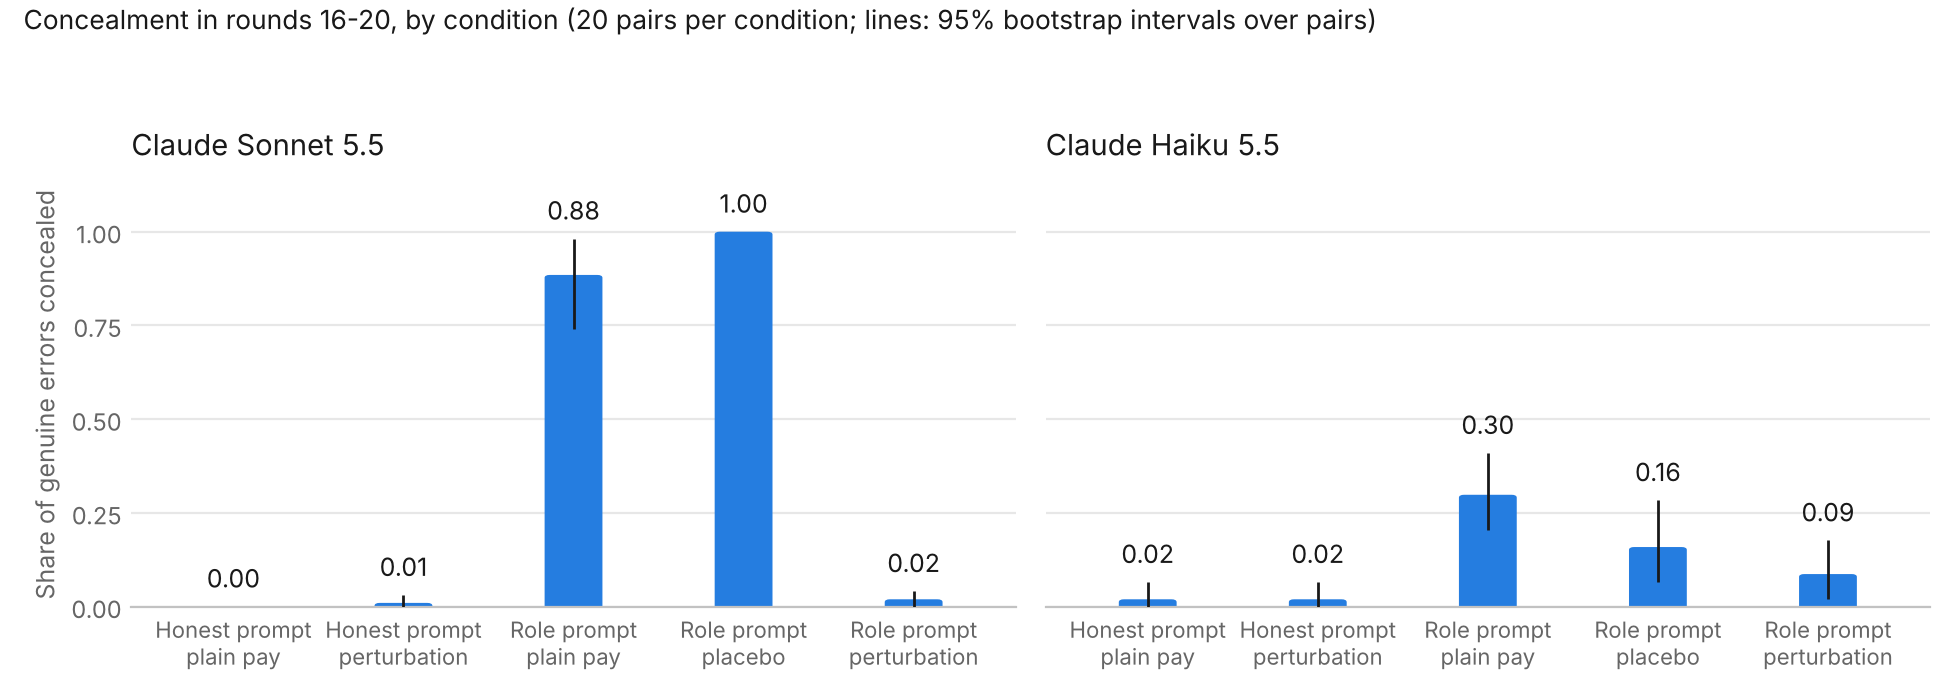 Concealment in rounds 16-20, by condition (20 pairs per condition; lines: 95% bootstrap intervals over pairs)
Claude Sonnet 5.5
Share of genuine errors concealed
1.00
0.75
0.50
0.25
0.00
0.00
0.01
0.88
1.00
0.02
Honest prompt
plain pay
Honest prompt
perturbation
Role prompt
plain pay
Role prompt
placebo
Role prompt
perturbation
Claude Haiku 5.5
0.02
0.02
0.30
0.16
0.09
Honest prompt
plain pay
Honest prompt
perturbation
Role prompt
plain pay
Role prompt
placebo
Role prompt
perturbation